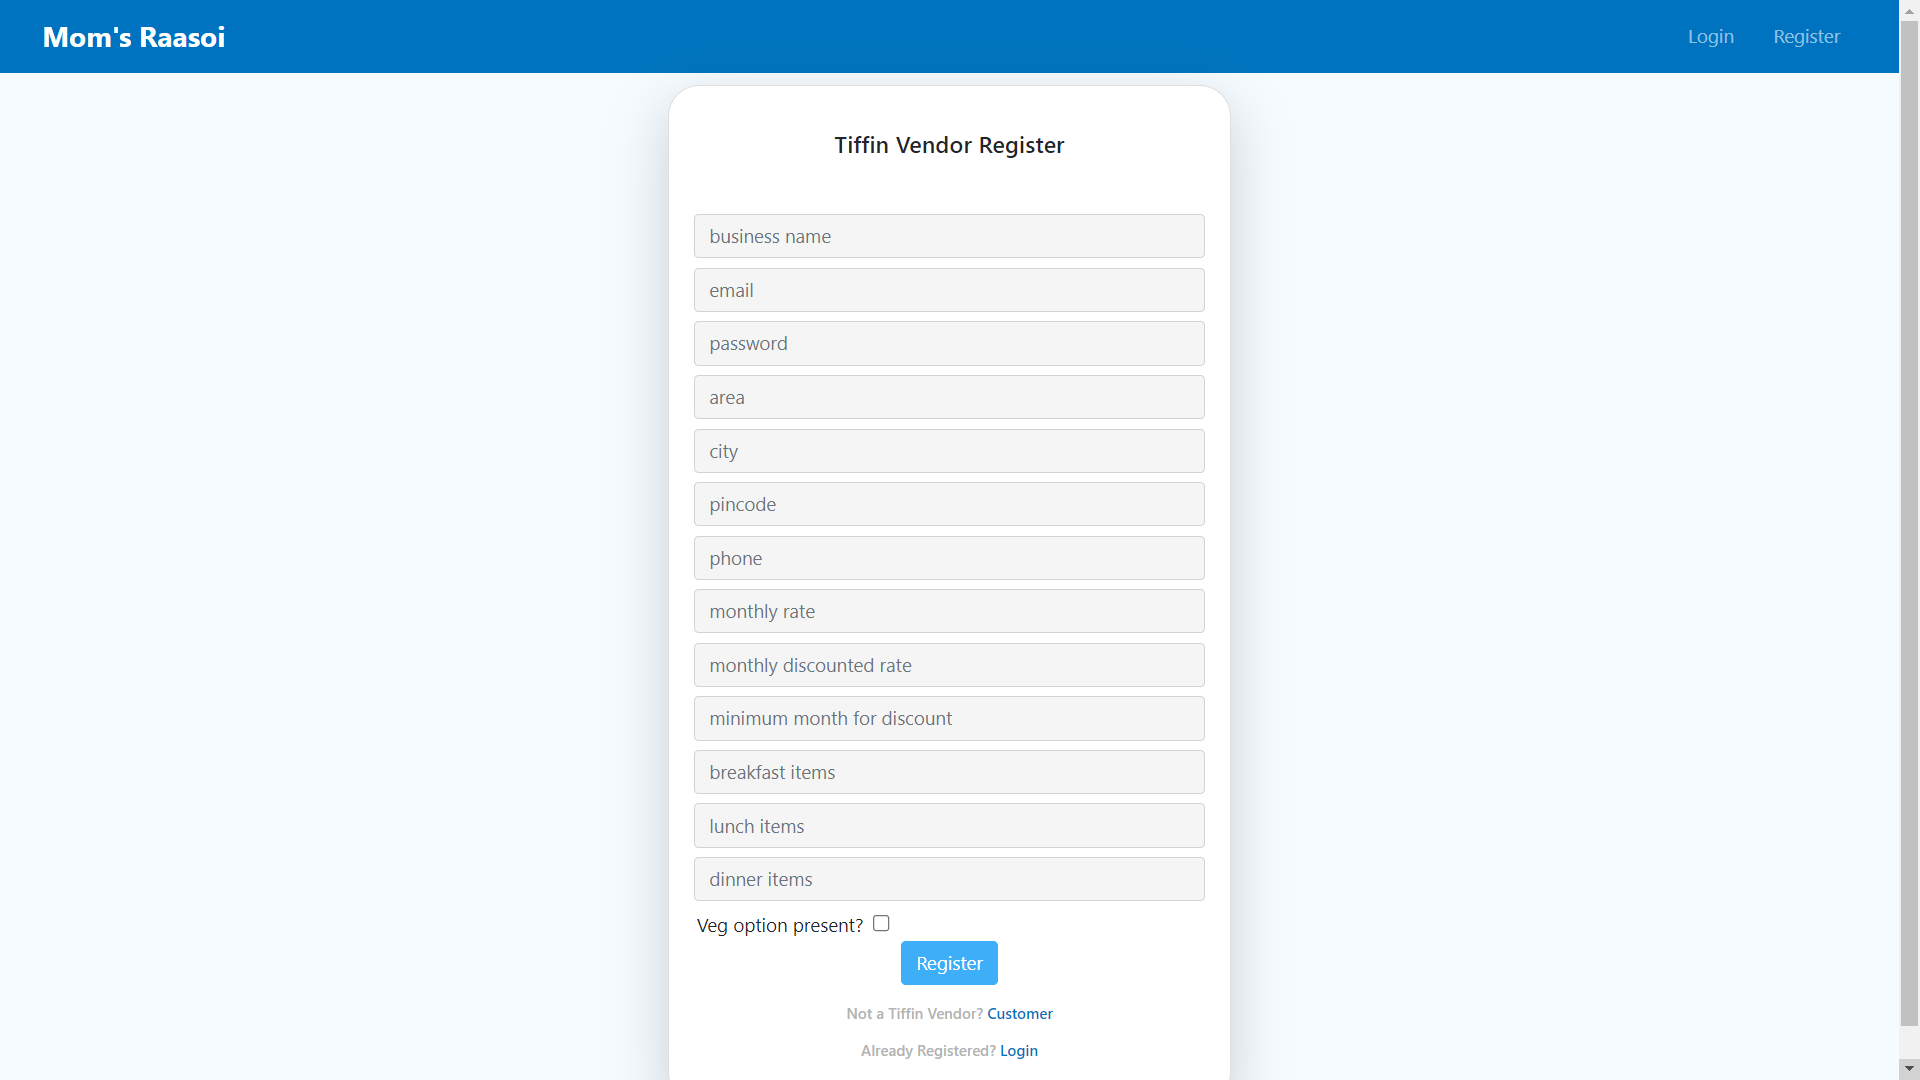 Mom's Raasoi
Login
Register
Tiffin Vendor Register
business name
email
password
area
city
pincode
phone
monthly rate
monthly discounted rate
minimum month for discount
breakfast items
lunch items
dinner items
Veg option present?
Register
Not a Tiffin Vendor? Customer
Already Registered? Login